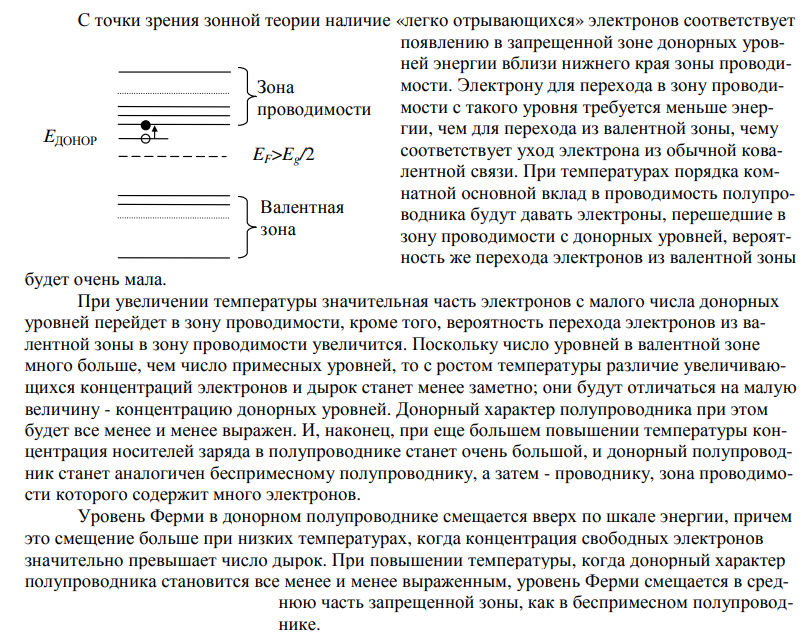 С точки зрения зонной теории наличие «легко отрывающихся» электронов соответствует
появлению в запрещенной зоне донорных уров-
ней энергии вблизи нижнего края зоны проводи-
мости. Электрону для перехода в зону проводи-
мости с такого уровня требуется меньше энер-
гии, чем для перехода из валентной зоны, чему
соответствует уход электрона из обычной кова-
лентной связи. При температурах порядка ком-
натной основной вклад в проводимость полупро-
водника будут давать электроны, перешедшие в
зону проводимости с донорных уровней, вероят-
ность же перехода электронов из валентной зоны
Зона
проводимости
EДОНОР
EF>Eg/2
Валентная
зона
будет очень мала.
При увеличении температуры значительная часть электронов с малого числа донорных
уровней перейдет в зону проводимости, кроме того, вероятность перехода электронов из ва-
лентной зоны в зону проводимости увеличится. Поскольку число уровней в валентной зоне
много больше, чем число примесных уровней, то с ростом температуры различие увеличиваю-
щихся концентраций электронов и дырок станет менее заметно; они будут отличаться на малую
величину - концентрацию донорных уровней. Донорный характер полупроводника при этом
будет все менее и менее выражен. И, наконец, при еще большем повышении температуры кон-
центрация носителей заряда в полупроводнике станет очень большой, и донорный полупровод-
ник станет аналогичен беспримесному полупроводнику, а затем - проводнику, зона проводимо-
сти которого содержит много электронов.
Уровень Ферми в донорном полупроводнике смещается вверх по шкале энергии, причем
это смещение больше при низких температурах, когда концентрация свободных электронов
значительно превышает число дырок. При повышении температуры, когда донорный характер
полупроводника становится все менее и менее выраженным, уровень Ферми смещается в сред-
нюю часть запрещенной зоны, как в беспримесном полупровод-
нике.